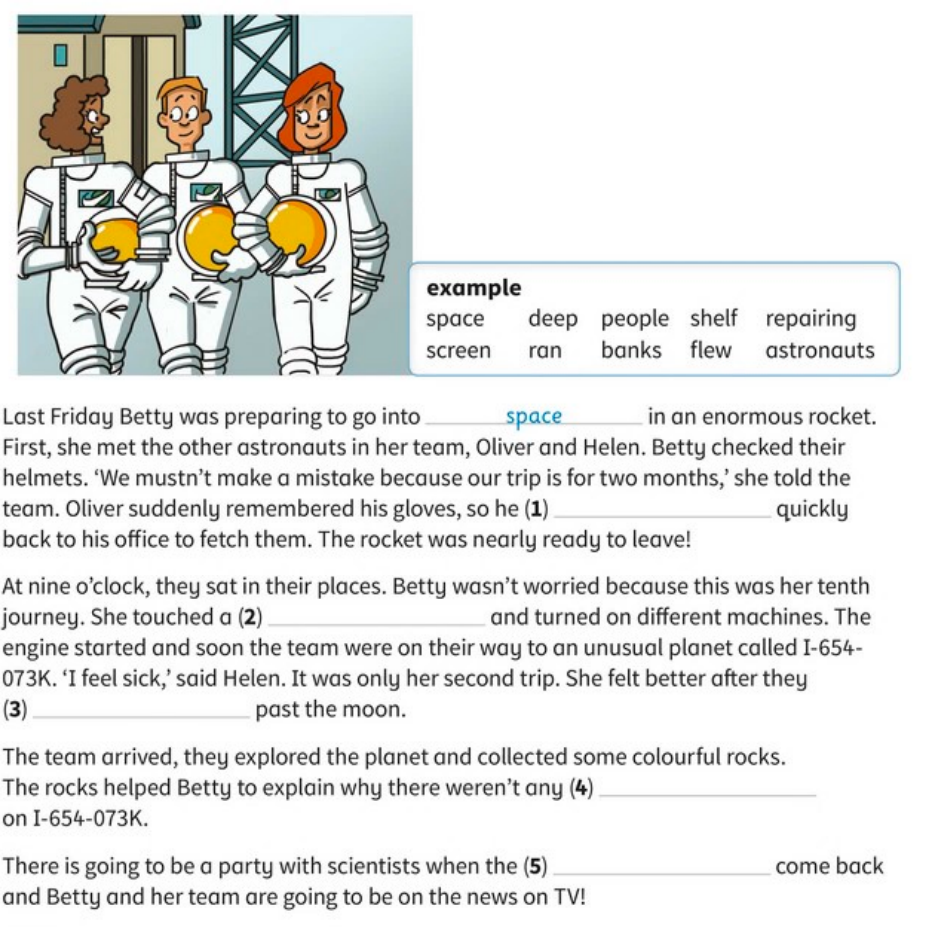 example
space deep people shelf repairing
screen ran banks flew astronauts
Last Friday Betty was preparing to go into space in an enormous rocket.
First, she met the other astronauts in her team, Oliver and Helen. Betty checked their
helmets. ‘We mustn’t make a mistake because our trip is for two months,’ she told the
team. Oliver suddenly remembered his gloves, so he (1) quickly
back to his office to fetch them. The rocket was nearly ready to leave!
At nine o’clock, they sat in their places. Betty wasn’t worried because this was her tenth
journey. She touched a (2) and turned on different machines. The
engine started and soon the team were on their way to an unusual planet called I-654-
073K. ‘I feel sick,’ said Helen. It was only her second trip. She felt better after they
(3) past the moon.
The team arrived, they explored the planet and collected some colourful rocks.
The rocks helped Betty to explain why there weren’t any (4)
on I-654-073K.
There is going to be a party with scientists when the (5) come back
and Betty and her team are going to be on the news on TV!